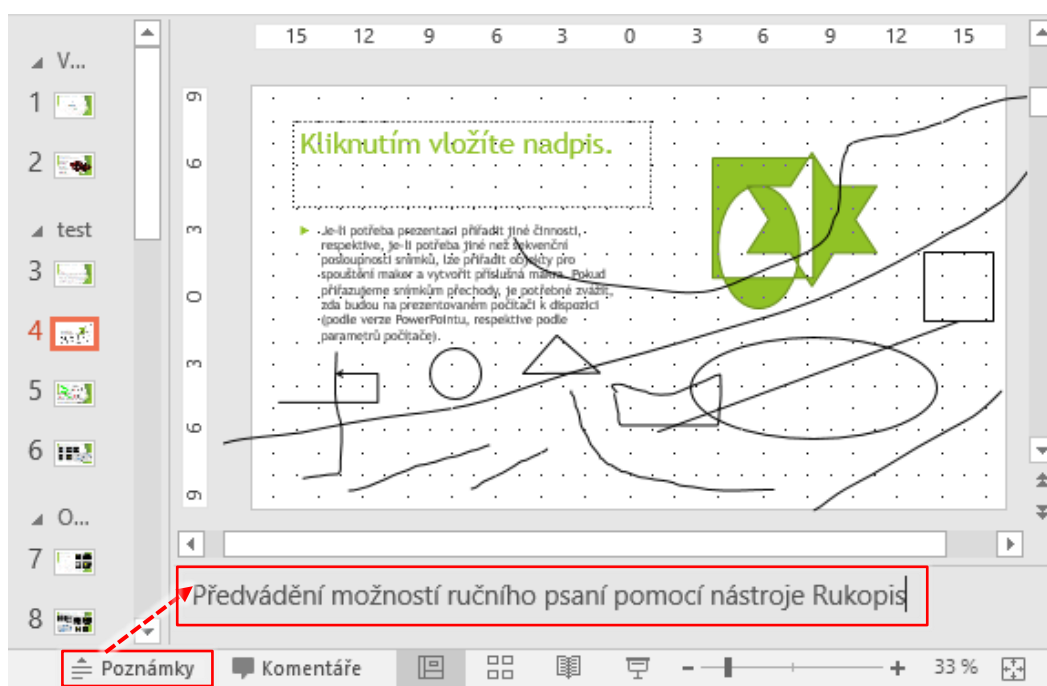 15 12 9 6 3 0 3 6 9 12 15
V...
1
2
test
3
4
5
6
O...
7
8
9
6
3
0
3
6
9
Kliknutím vložíte nadpis.
Je-li potřeba prezentaci přiřadit jiné činnosti,
respektive, je-li potřeba jiné než sekvenční
posloupnosti snímků, lze přiřadit objekty pro
spouštění maker a vytvořit příslušná makra. Pokud
přiřazujeme snímkům přechody, je potřebné zvážit,
zda budou na prezentovaném počítači k dispozici
(podle verze PowerPointu, respektive podle
parametrů počítače).
Předvádění možností ručního psaní pomocí nástroje Rukopis
Poznámky Komentáře 33 %